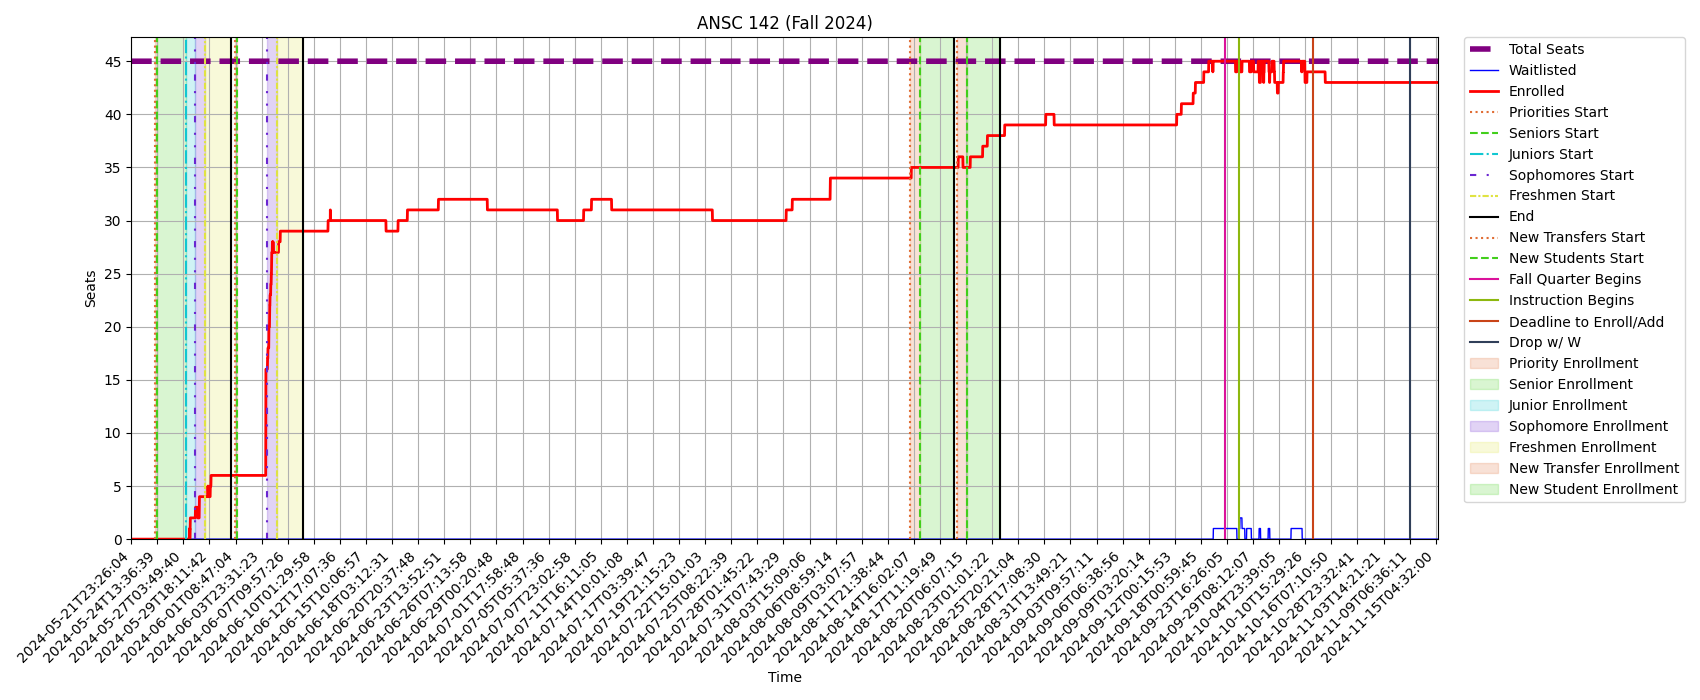 ANSC 142 (Fall 2024)
Seats
45
40
35
30
25
20
15
10
5
0
2024-05-21T23:26:04
2024-05-24T13:36:39
2024-05-27T03:49:40
2024-05-29T18:11:42
2024-06-01T08:47:04
2024-06-03T23:31:23
2024-06-07T09:57:26
2024-06-10T01:29:58
2024-06-12T17:07:36
2024-06-15T10:06:57
2024-06-18T03:12:31
2024-06-20T20:37:48
2024-06-23T13:52:51
2024-06-26T07:13:58
2024-06-29T00:20:48
2024-07-01T17:58:48
2024-07-05T05:37:36
2024-07-07T23:02:58
2024-07-11T16:11:05
2024-07-14T10:01:08
2024-07-17T03:39:47
2024-07-19T21:15:23
2024-07-22T15:01:03
2024-07-25T08:22:39
2024-07-28T01:45:22
2024-07-31T07:43:29
2024-08-03T15:09:06
2024-08-06T08:59:14
2024-08-09T03:07:57
2024-08-11T21:38:44
2024-08-14T16:02:07
2024-08-17T11:19:49
2024-08-20T06:07:15
2024-08-23T01:01:22
2024-08-25T20:21:04
2024-08-28T17:08:30
2024-08-31T13:49:21
2024-09-03T09:57:11
2024-09-06T06:38:56
2024-09-09T03:20:14
2024-09-12T00:15:53
2024-09-18T00:59:45
2024-09-23T16:26:05
2024-09-29T08:12:07
2024-10-04T23:39:05
2024-10-10T15:29:26
2024-10-16T07:10:50
2024-10-28T23:32:41
2024-11-03T14:21:21
2024-11-09T06:36:11
2024-11-15T04:32:00
Time
Total Seats
Waitlisted
Enrolled
Priorities Start
Seniors Start
Juniors Start
Sophomores Start
Freshmen Start
End
New Transfers Start
New Students Start
Fall Quarter Begins
Instruction Begins
Deadline to Enroll/Add
Drop w/ W
Priority Enrollment
Senior Enrollment
Junior Enrollment
Sophomore Enrollment
Freshmen Enrollment
New Transfer Enrollment
New Student Enrollment